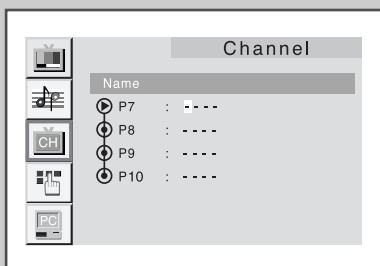 Channel
Name
P7 : - - - -
P8 : - - - -
CH
P9 : - - - -
P10 : - - - -
PC